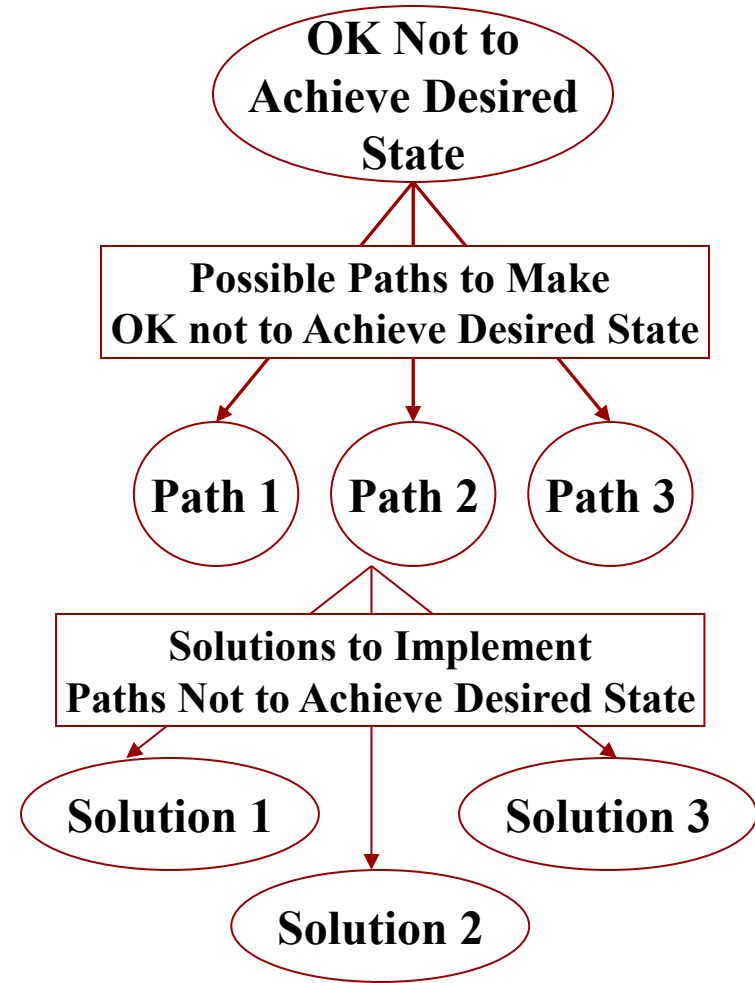 OK Not to
Achieve Desired
State
Possible Paths to Make
OK not to Achieve Desired State
Path 1
Path 2
Path 3
Solutions to Implement
Paths Not to Achieve Desired State
Solution 1
Solution 3
Solution 2